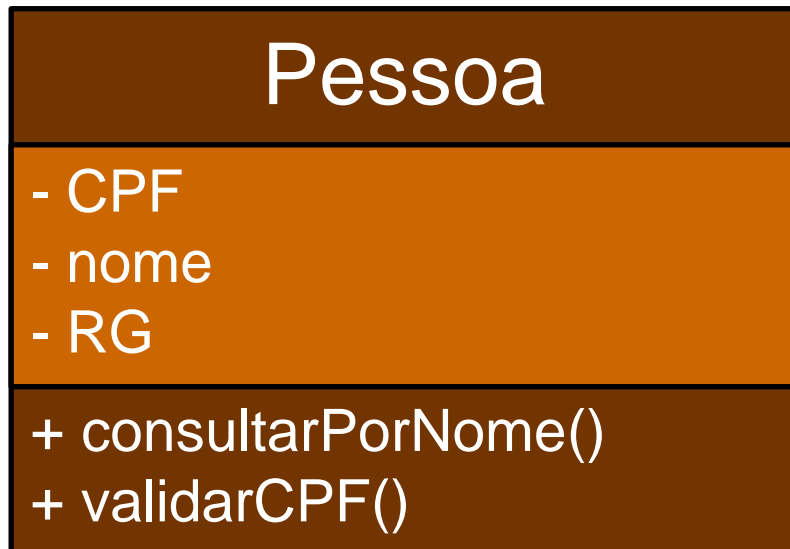 Pessoa
- CPF
- nome
- RG
+ consultarPorNome()
+ validarCPF()